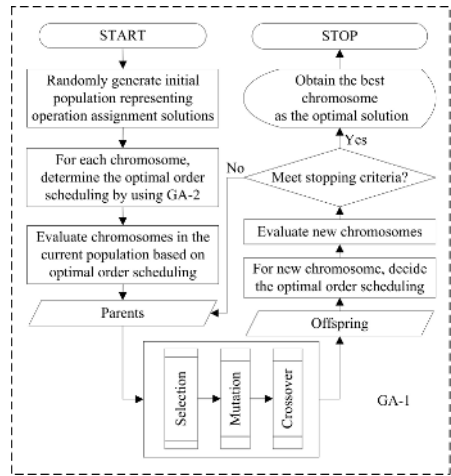 START
Randomly generate initial
population representing
operation assignment solutions
For each chromosome,
determine the optimal order
scheduling by using GA-2
Evaluate chromosomes in the
current population based on
optimal order scheduling
Parents
Selection
Mutation
Crossover
GA-1
Offspring
For new chromosome, decide
the optimal order scheduling
Evaluate new chromosomes
Meet stopping criteria?
No
Yes
Obtain the best
chromosome
as the optimal solution
STOP